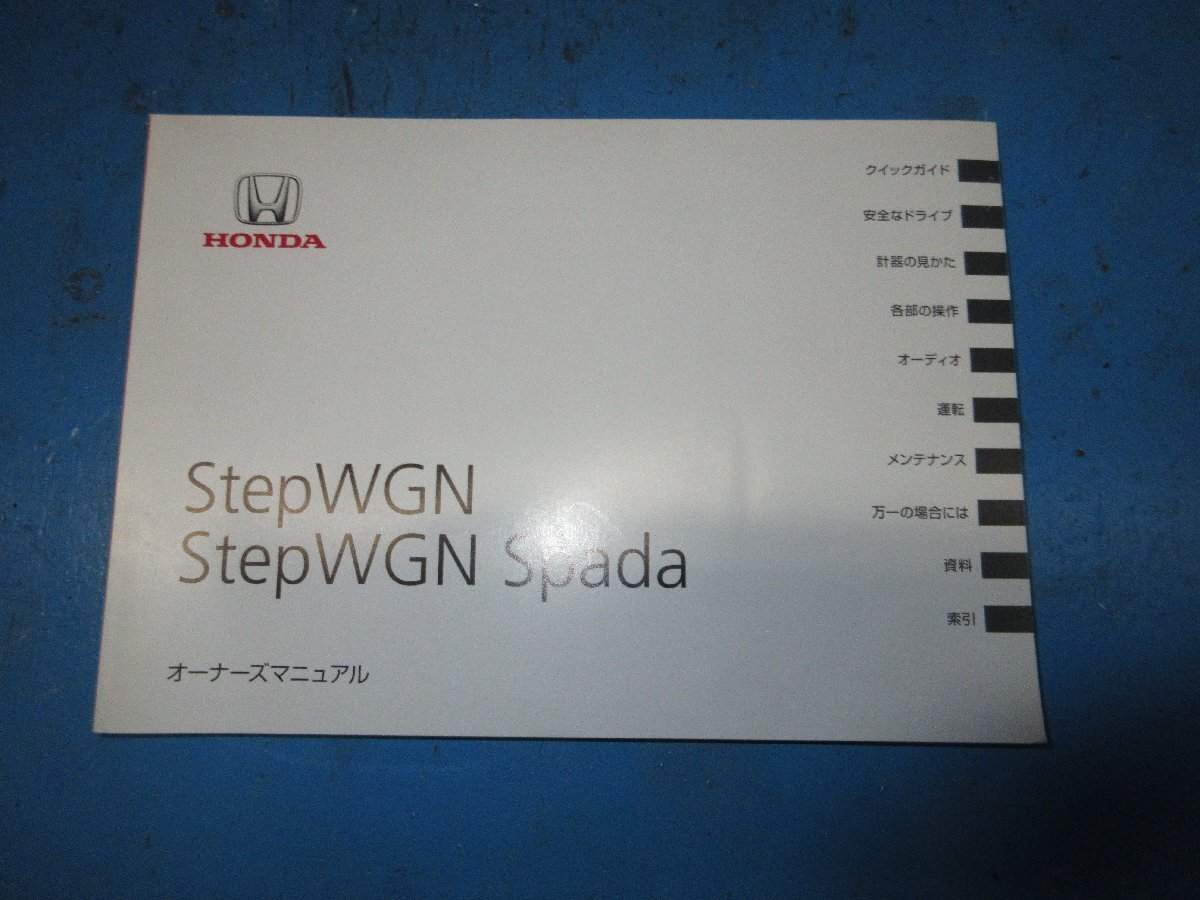 HONDA
StepWGN
StepWGN Spada
オーナーズマニュアル
クイックガイド
安全なドライブ
計器の見かた
各部の操作
オーディオ
運転
メンテナンス
万一の場合には
資料
索引